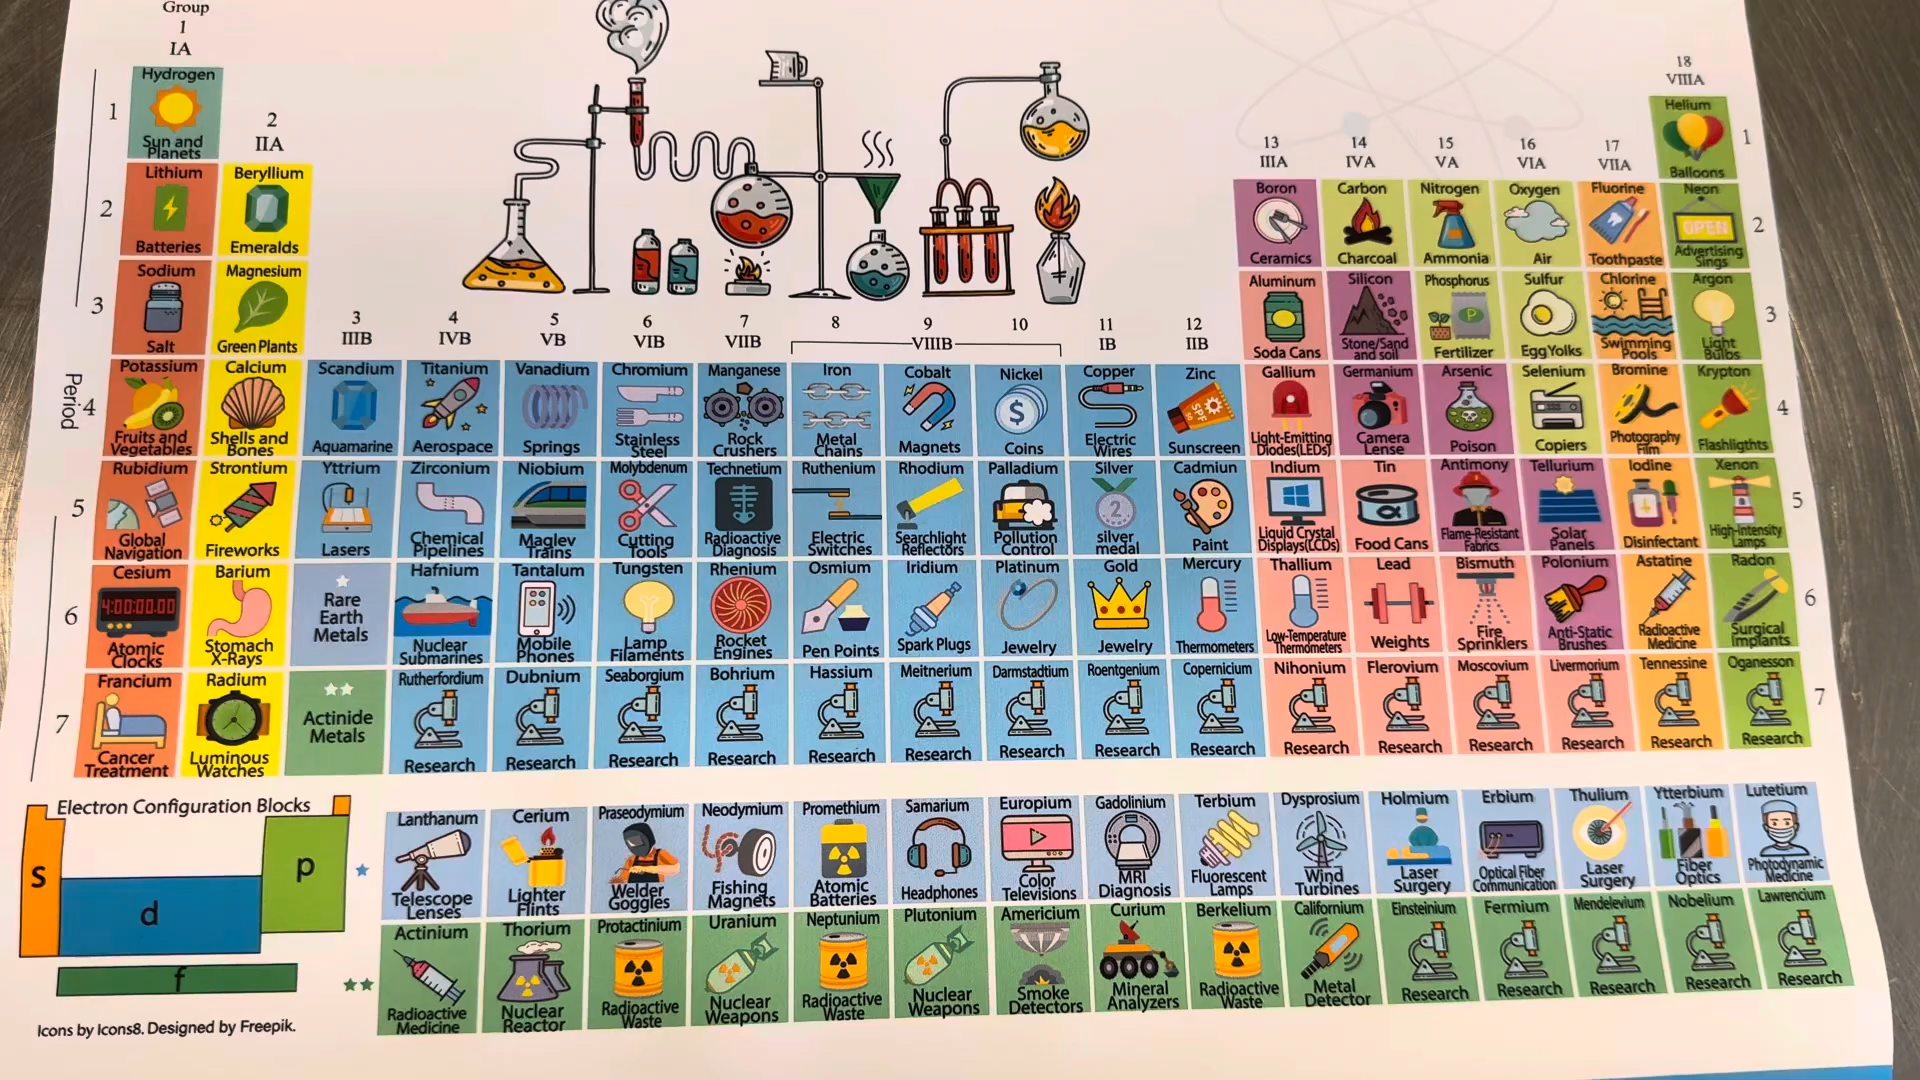 Group
1
IA
18
VIIIA
Hydrogen
Sun and
Planets
1
2
IIA
13
IIIA
14
IVA
15
VA
16
VIA
17
VIIA
Helium
Balloons
1
Lithium
Batteries
Beryllium
Emeralds
2
Boron
Ceramics
Carbon
Charcoal
Nitrogen
Ammonia
Oxygen
Air
Fluorine
Toothpaste
Neon
OPEN
Advertising
Sings
2
Sodium
Salt
Magnesium
Green Plants
3
3
IIIB
4
IVB
5
VB
6
VIB
7
VIIB
8
9
10
VIIIB
11
IB
12
IIB
Aluminum
Soda Cans
Silicon
Stone/Sand
and soil
Phosphorus
P
Fertilizer
Sulfur
Egg Yolks
Chlorine
Swimming
Pools
Argon
Light
Bulbs
3
Period
4
Potassium
Fruits and
Vegetables
Calcium
Shells and
Bones
Scandium
Aquamarine
Titanium
Aerospace
Vanadium
Springs
Chromium
Stainless
Steel
Manganese
Rock
Crushers
Iron
Metal
Chains
Cobalt
Magnets
Nickel
$
Coins
Copper
Electric
Wires
Zinc
SPF
50
Sunscreen
Gallium
Light-Emitting
Diodes(LEDs)
Germanium
Camera
Lense
Arsenic
Poison
Selenium
Copiers
Bromine
Photography
Film
Krypton
Flashligthts
4
5
Rubidium
Global
Navigation
Strontium
Fireworks
Yttrium
Lasers
Zirconium
Chemical
Pipelines
Niobium
Maglev
Trains
Molybdenum
Cutting
Tools
Technetium
Radioactive
Diagnosis
Ruthenium
Electric
Switches
Rhodium
Searchlight
Reflectors
Palladium
Pollution
Control
Silver
2
silver
medal
Cadmiun
Paint
Indium
Liquid Crystal
Displays(LCDs)
Tin
Food Cans
Antimony
Flame-Resistant
Fabrics
Tellurium
Solar
Panels
Iodine
Disinfectant
Xenon
High-Intensity
Lamps
5
6
Cesium
4:00:00.00
Atomic
Clocks
Barium
Stomach
X-Rays
Rare
Earth
Metals
Hafnium
Nuclear
Submarines
Tantalum
Mobile
Phones
Tungsten
Lamp
Filaments
Rhenium
Rocket
Engines
Osmium
Pen Points
Iridium
Spark Plugs
Platinum
Jewelry
Gold
Jewelry
Mercury
Thermometers
Thallium
Low-Temperature
Thermometers
Lead
Weights
Bismuth
Fire
Sprinklers
Polonium
Anti-Static
Brushes
Astatine
Radioactive
Medicine
Radon
Surgical
Implants
6
7
Francium
Cancer
Treatment
Radium
Luminous
Watches
Actinide
Metals
Rutherfordium
Research
Dubnium
Research
Seaborgium
Research
Bohrium
Research
Hassium
Research
Meitnerium
Research
Darmstadtium
Research
Roentgenium
Research
Copernicium
Research
Nihonium
Research
Flerovium
Research
Moscovium
Research
Livermorium
Research
Tennessine
Research
Oganesson
Research
7
Electron Configuration Blocks
s
p
d
f
Lanthanum
Telescope
Lenses
Cerium
Lighter
Flints
Praseodymium
Welder
Goggles
Neodymium
Fishing
Magnets
Promethium
Atomic
Batteries
Samarium
Headphones
Europium
Color
Televisions
Gadolinium
MRI
Diagnosis
Terbium
Fluorescent
Lamps
Dysprosium
Wind
Turbines
Holmium
Laser
Surgery
Erbium
Optical Fiber
Communication
Thulium
Laser
Surgery
Ytterbium
Fiber
Optics
Lutetium
Photodynamic
Medicine
Actinium
Radioactive
Medicine
Thorium
Nuclear
Reactor
Protactinium
Radioactive
Waste
Uranium
Nuclear
Weapons
Neptunium
Radioactive
Waste
Plutonium
Nuclear
Weapons
Americium
Smoke
Detectors
Curium
Mineral
Analyzers
Berkelium
Radioactive
Waste
Californium
Metal
Detector
Einsteinium
Research
Fermium
Research
Mendelevium
Research
Nobelium
Research
Lawrencium
Research
Icons by Icons8. Designed by Freepik.